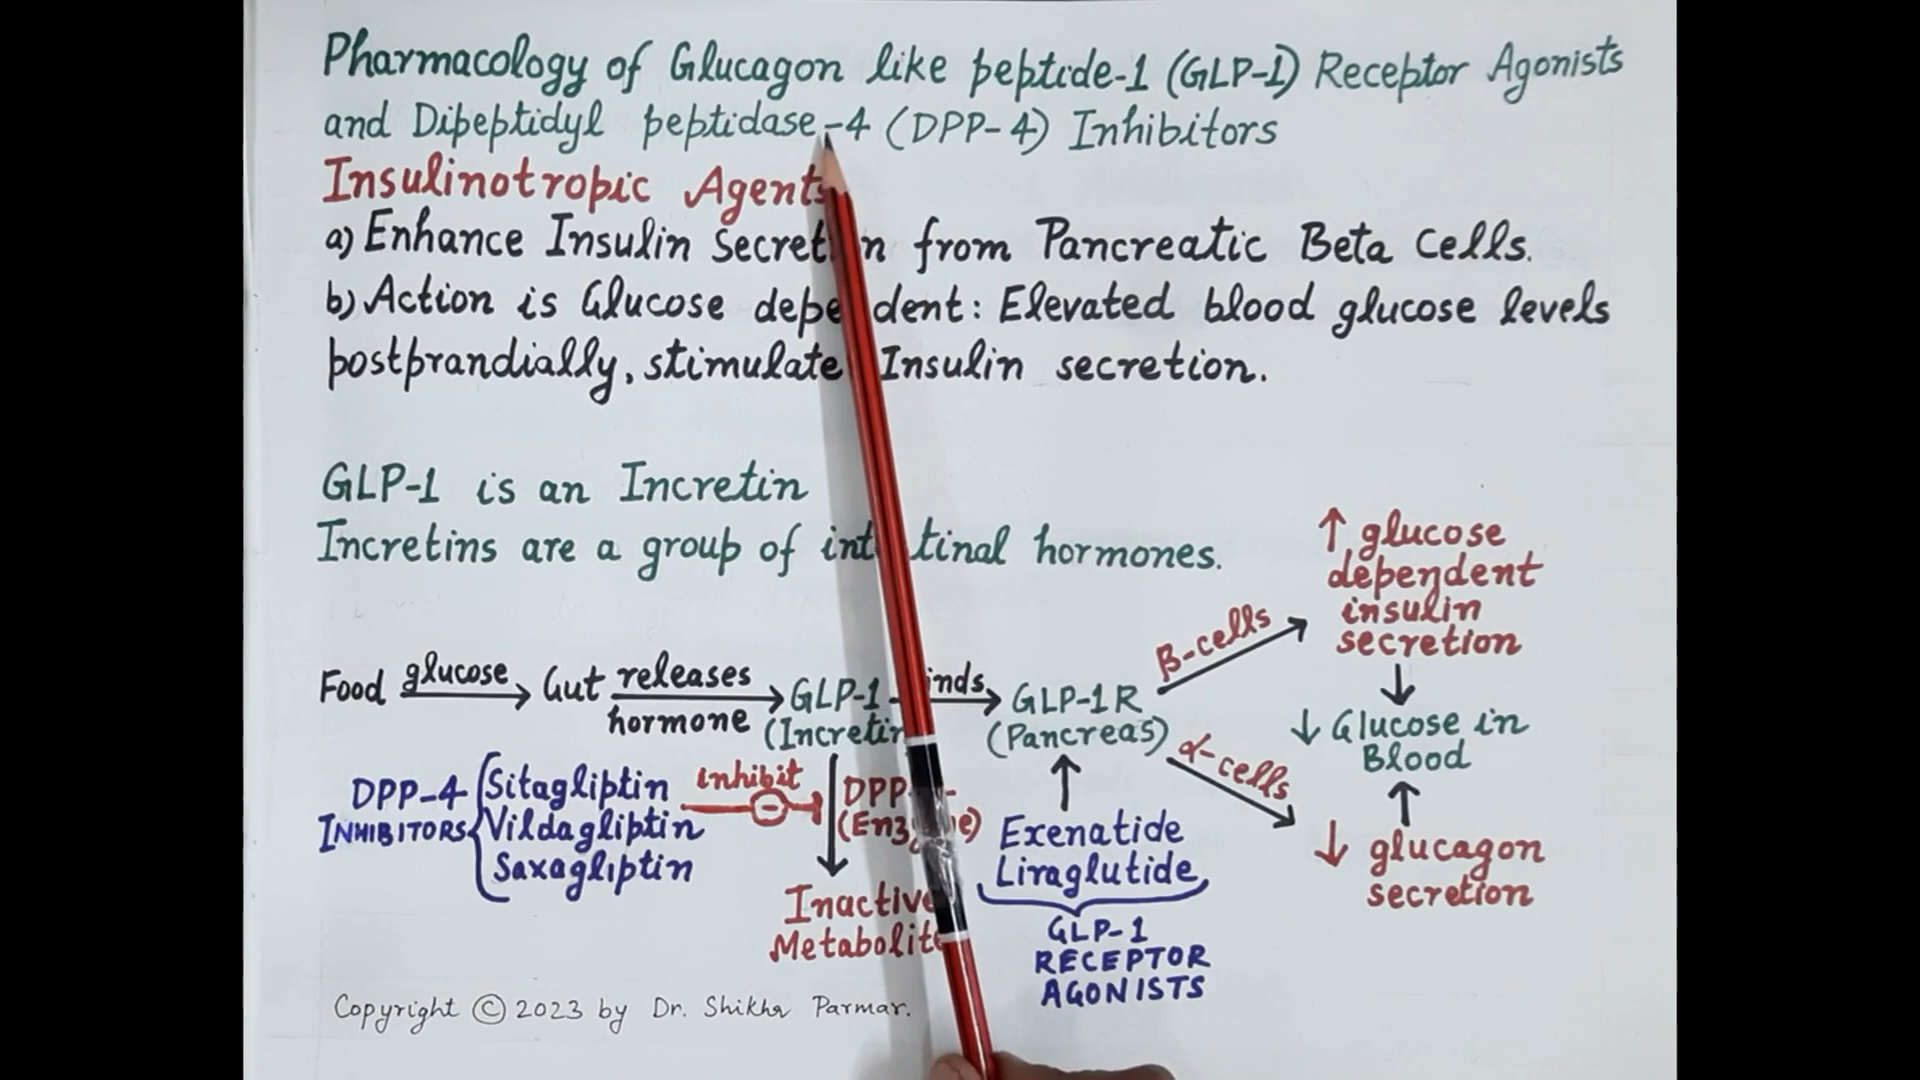 Pharmacology of Glucagon like peptide-1 (GLP-1) Receptor Agonists
and Dipeptidyl peptidase-4 (DPP-4) Inhibitors
Insulinotropic Agents
a) Enhance Insulin from Pancreatic Beta Cells.
b) Action is Glucose : Elevated blood glucose levels
postprandially, stimulate Insulin secretion.
GLP-1 is an Incretin
Incretins are a group of hormones.
Food glucose Gut releases hormone GLP-1 GLP-1R
(Pancreas)
β-cells
↑ glucose
dependent
insulin
secretion
↓ Glucose in
Blood
α-cells
↓ glucagon
secretion
DPP-4
INHIBITORS
Sitagliptin
Vildagliptin
Saxagliptin
inhibit
Inactive
Exenatide
Liraglutide
GLP-1
RECEPTOR
AGONISTS
Copyright © 2023 by Dr. Shikha Parmar.